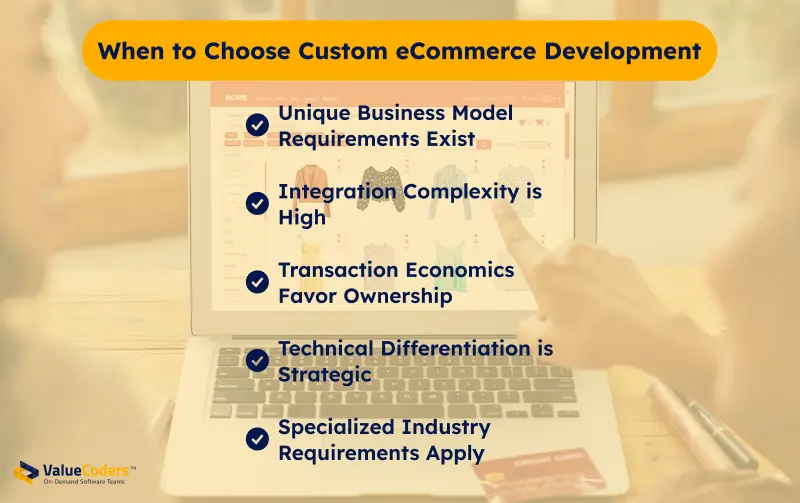 When to Choose Custom eCommerce Development
HOME
Unique Business Model
Requirements Exist
Integration Complexity is
High
Transaction Economics
Favor Ownership
Technical Differentiation is
Strategic
Specialized Industry
Requirements Apply
CREDIT CARD
ValueCoders™
On-Demand Software Teams